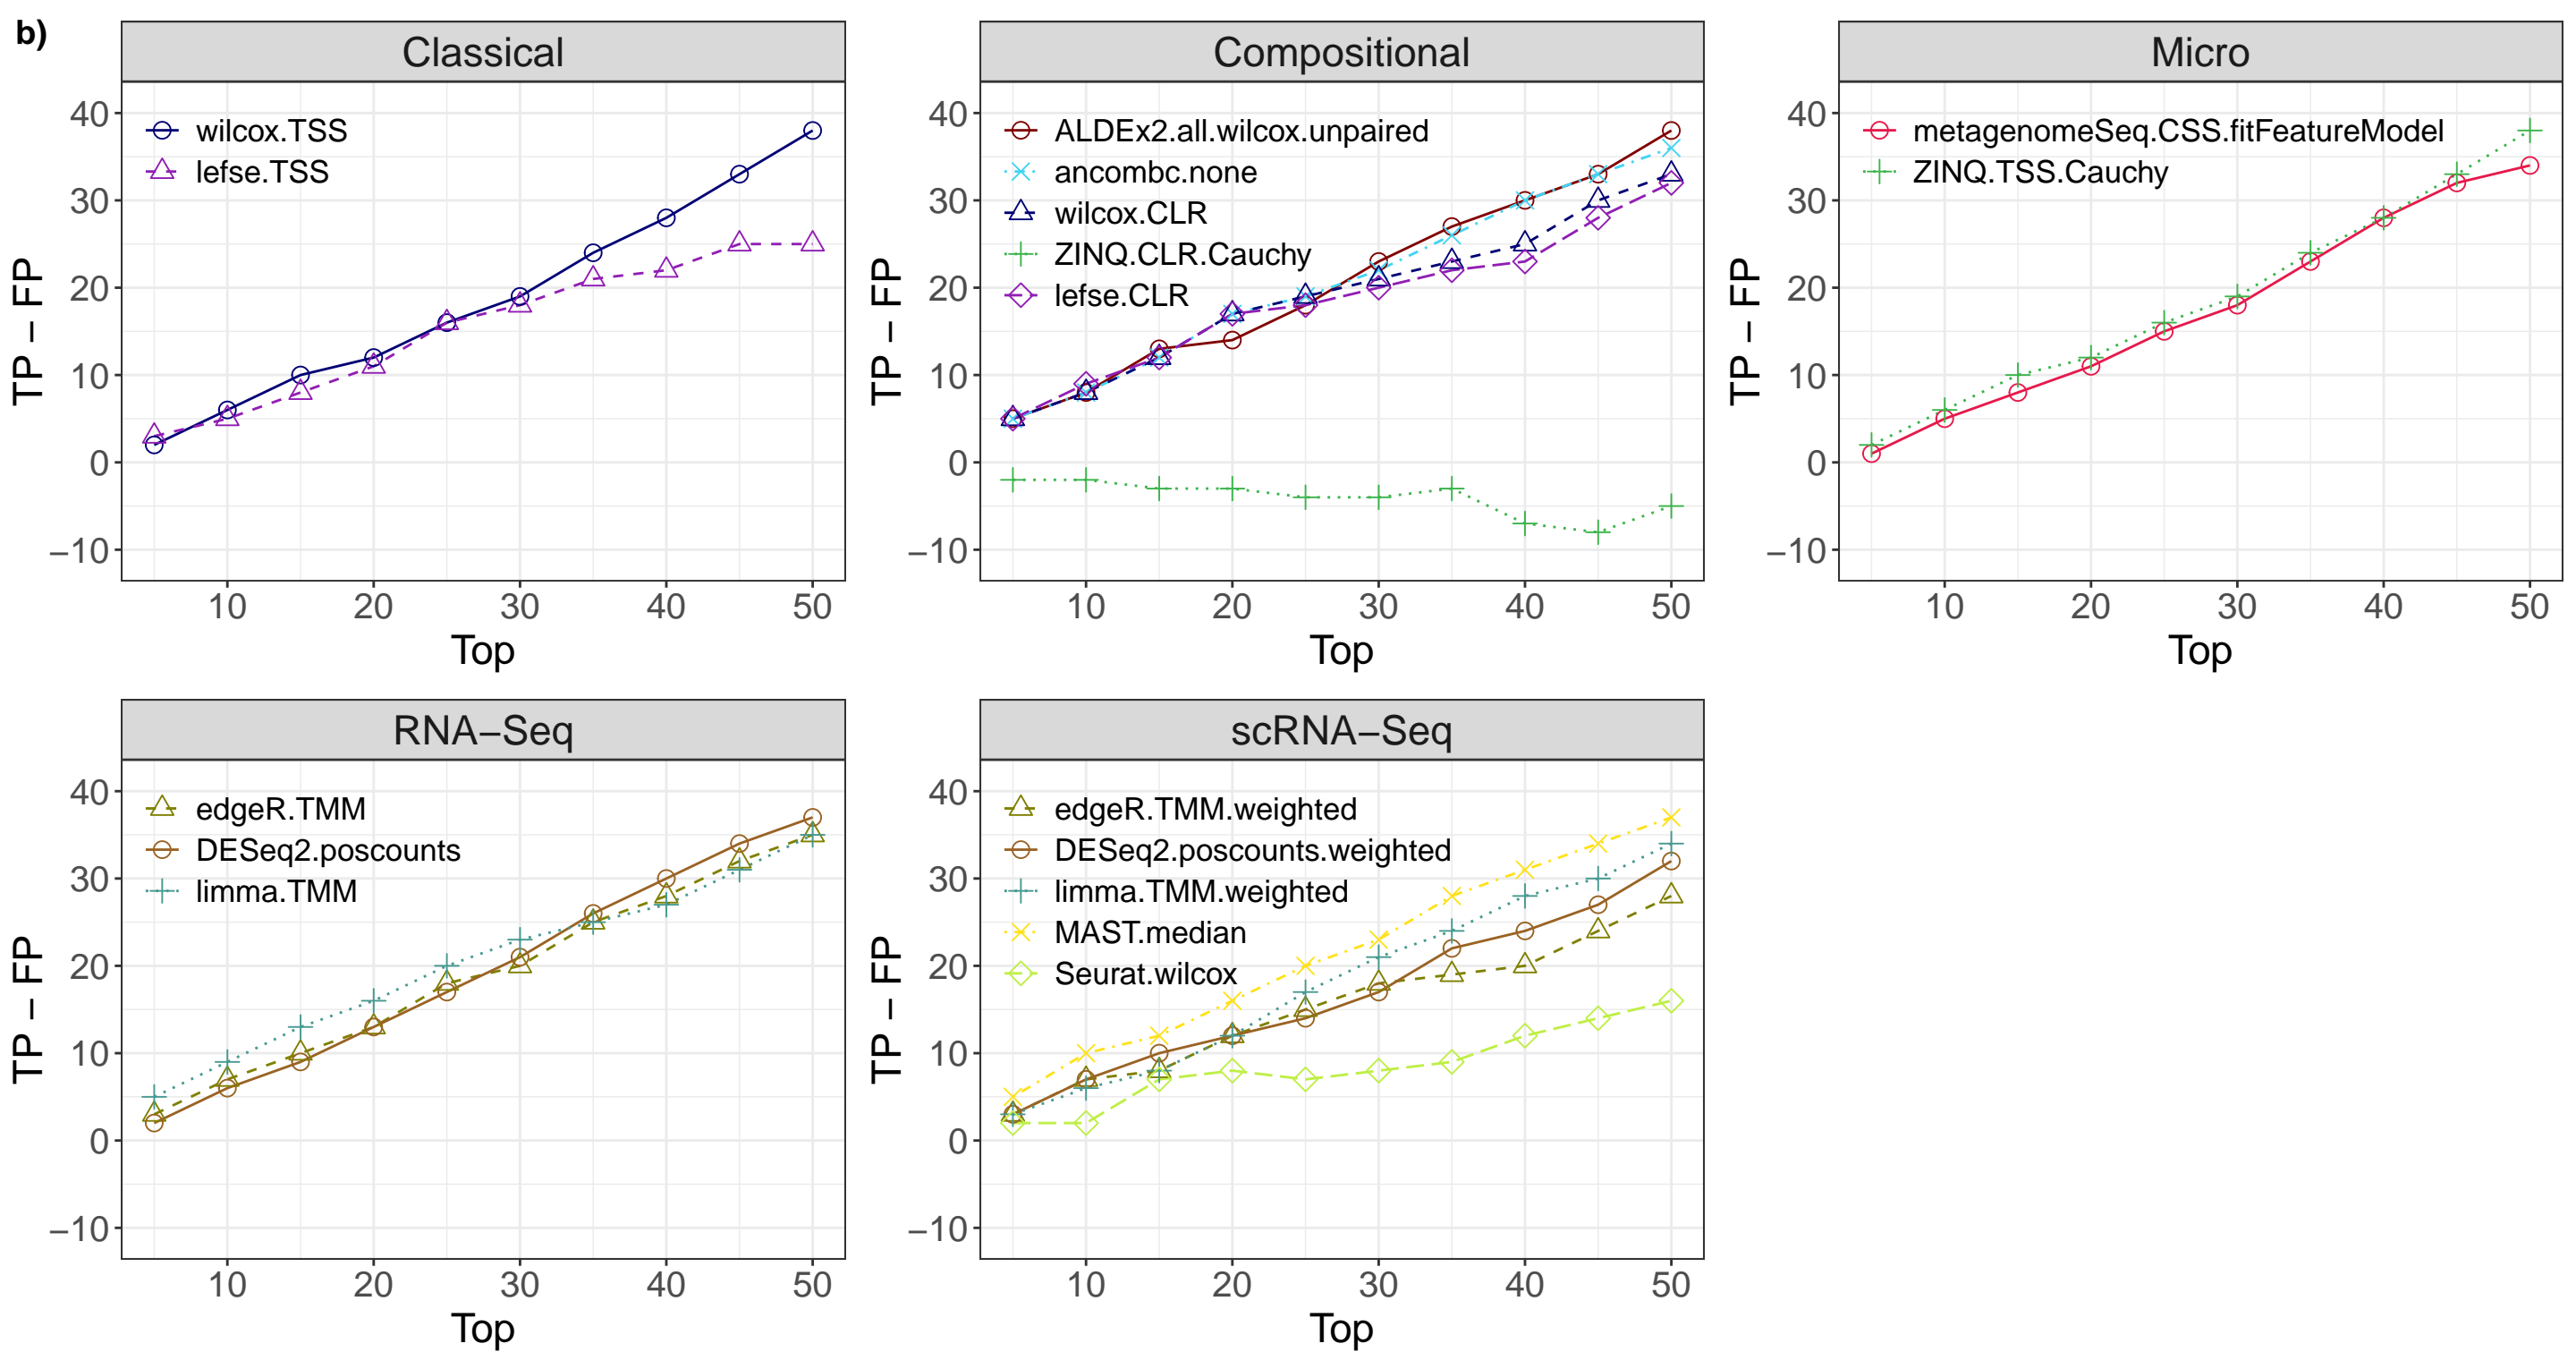 b)
Classical
TP – FP
40
30
20
10
0
–10
wilcox.TSS
lefse.TSS
10 20 30 40 50
Top
Compositional
TP – FP
40
30
20
10
0
–10
ALDEx2.all.wilcox.unpaired
ancombc.none
wilcox.CLR
ZINQ.CLR.Cauchy
lefse.CLR
10 20 30 40 50
Top
Micro
TP – FP
40
30
20
10
0
–10
metagenomeSeq.CSS.fitFeatureModel
ZINQ.TSS.Cauchy
10 20 30 40 50
Top
RNA–Seq
TP – FP
40
30
20
10
0
–10
edgeR.TMM
DESeq2.poscounts
limma.TMM
10 20 30 40 50
Top
scRNA–Seq
TP – FP
40
30
20
10
0
–10
edgeR.TMM.weighted
DESeq2.poscounts.weighted
limma.TMM.weighted
MAST.median
Seurat.wilcox
10 20 30 40 50
Top